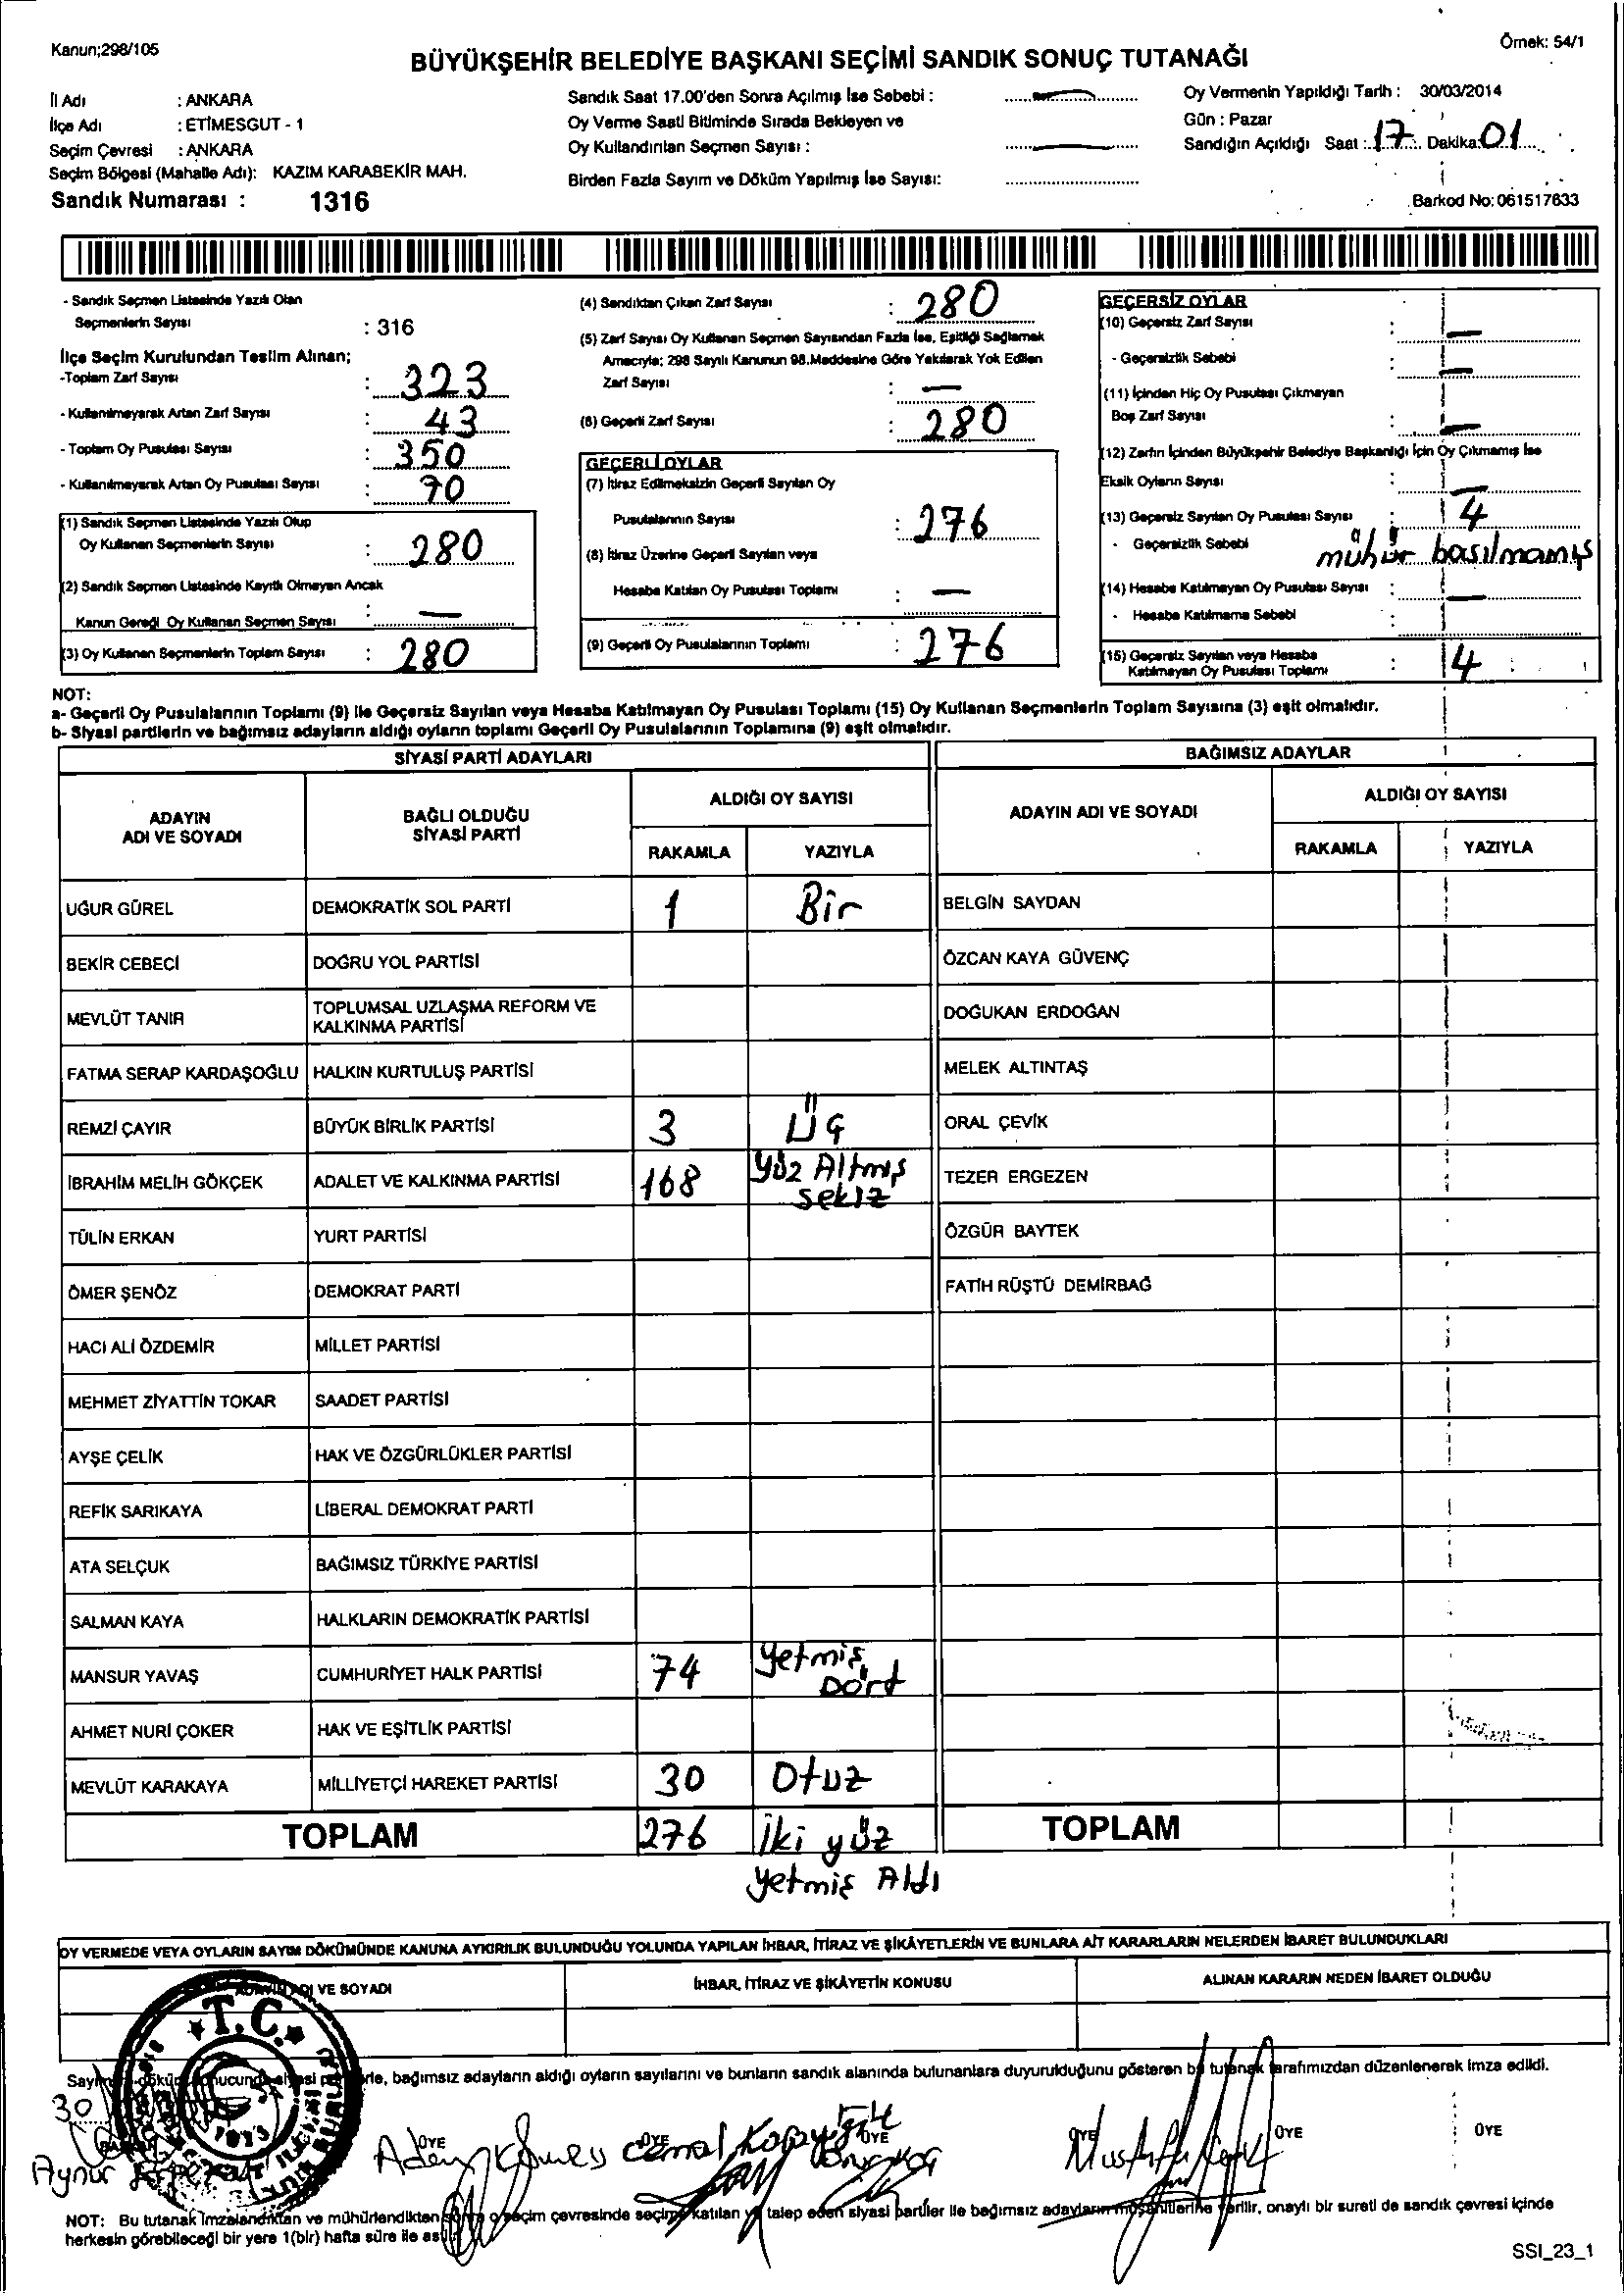 Kanun;298/105
Örnek: 54/1
BÜYÜKŞEHİR BELEDİYE BAŞKANI SEÇİMİ SANDIK SONUÇ TUTANAĞI
İl Adı : ANKARA
İlçe Adı : ETİMESGUT - 1
Seçim Çevresi : ANKARA
Seçim Bölgesi (Mahalle Adı): KAZIM KARABEKİR MAH.
Sandık Numarası : 1316
Sandık Saat 17.00'den Sonra Açılmış İse Sebebi :
Oy Verme Saati Bitiminde Sırada Bekleyen ve
Oy Kullandırılan Seçmen Sayısı :
Birden Fazla Sayım ve Döküm Yapılmış İse Sayısı:
Oy Vermenin Yapıldığı Tarih : 30/03/2014
Gün : Pazar
Sandığın Açıldığı Saat : 17 Dakika: 01
Barkod No: 061517633
- Sandık Seçmen Listesinde Yazılı Olan
Seçmenlerin Sayısı : 316
İlçe Seçim Kurulundan Teslim Alınan;
-Toplam Zarf Sayısı : 323
- Kullanılmayarak Artan Zarf Sayısı : 43
- Toplam Oy Pusulası Sayısı : 350
- Kullanılmayarak Artan Oy Pusulası Sayısı : 70
(1) Sandık Seçmen Listesinde Yazılı Olup
Oy Kullanan Seçmenlerin Sayısı : 280
(2) Sandık Seçmen Listesinde Kayıtlı Olmayan Ancak
Kanun Gereği Oy Kullanan Seçmen Sayısı : —
(3) Oy Kullanan Seçmenlerin Toplam Sayısı : 280
(4) Sandıktan Çıkan Zarf Sayısı : 280
(5) Zarf Sayısı Oy Kullanan Seçmen Sayısından Fazla İse, Eşitliği Sağlamak
Amacıyla; 298 Sayılı Kanunun 98.Maddesine Göre Yakılarak Yok Edilen
Zarf Sayısı : —
(6) Geçerli Zarf Sayısı : 280
GEÇERLİ OYLAR
(7) İtiraz Edilmeksizin Geçerli Sayılan Oy
Pusulalarının Sayısı : 276
(8) İtiraz Üzerine Geçerli Sayılan veya
Hesaba Katılan Oy Pusulası Toplamı : —
(9) Geçerli Oy Pusulalarının Toplamı : 276
GEÇERSİZ OYLAR
(10) Geçersiz Zarf Sayısı : —
- Geçersizlik Sebebi : —
(11) İçinden Hiç Oy Pusulası Çıkmayan
Boş Zarf Sayısı : —
(12) Zarfın İçinden Büyükşehir Belediye Başkanlığı İçin Oy Çıkmamış İse
Eksik Oyların Sayısı : —
(13) Geçersiz Sayılan Oy Pusulası Sayısı : 4
- Geçersizlik Sebebi mühür basılmamış
(14) Hesaba Katılmayan Oy Pusulası Sayısı : —
- Hesaba Katılmama Sebebi :
(15) Geçersiz Sayılan veya Hesaba
Katılmayan Oy Pusulası Toplamı : 4
NOT:
a- Geçerli Oy Pusulalarının Toplamı (9) ile Geçersiz Sayılan veya Hesaba Katılmayan Oy Pusulası Toplamı (15) Oy Kullanan Seçmenlerin Toplam Sayısına (3) eşit olmalıdır.
b- Siyasi partilerin ve bağımsız adayların aldığı oyların toplamı Geçerli Oy Pusulalarının Toplamına (9) eşit olmalıdır.
SİYASİ PARTİ ADAYLARI
ADAYIN
ADI VE SOYADI
BAĞLI OLDUĞU
SİYASİ PARTİ
ALDIĞI OY SAYISI
RAKAMLA YAZIYLA
UĞUR GÜREL DEMOKRATİK SOL PARTİ 1 Bir
BEKİR CEBECİ DOĞRU YOL PARTİSİ
MEVLÜT TANIR TOPLUMSAL UZLAŞMA REFORM VE
KALKINMA PARTİSİ
FATMA SERAP KARDAŞOĞLU HALKIN KURTULUŞ PARTİSİ
REMZİ ÇAYIR BÜYÜK BİRLİK PARTİSİ 3 Üç
İBRAHİM MELİH GÖKÇEK ADALET VE KALKINMA PARTİSİ 168 Yüz Altmış
sekiz
TÜLİN ERKAN YURT PARTİSİ
ÖMER ŞENÖZ DEMOKRAT PARTİ
HACI ALİ ÖZDEMİR MİLLET PARTİSİ
MEHMET ZİYATTİN TOKAR SAADET PARTİSİ
AYŞE ÇELİK HAK VE ÖZGÜRLÜKLER PARTİSİ
REFİK SARIKAYA LİBERAL DEMOKRAT PARTİ
ATA SELÇUK BAĞIMSIZ TÜRKİYE PARTİSİ
SALMAN KAYA HALKLARIN DEMOKRATİK PARTİSİ
MANSUR YAVAŞ CUMHURİYET HALK PARTİSİ 74 Yetmiş
Dört
AHMET NURİ ÇOKER HAK VE EŞİTLİK PARTİSİ
MEVLÜT KARAKAYA MİLLİYETÇİ HAREKET PARTİSİ 30 Otuz
TOPLAM 276 İki yüz
yetmiş Altı
BAĞIMSIZ ADAYLAR
ADAYIN ADI VE SOYADI
ALDIĞI OY SAYISI
RAKAMLA YAZIYLA
BELGİN SAYDAN
ÖZCAN KAYA GÜVENÇ
DOĞUKAN ERDOĞAN
MELEK ALTINTAŞ
ORAL ÇEVİK
TEZER ERGEZEN
ÖZGÜR BAYTEK
FATİH RÜŞTÜ DEMİRBAĞ
TOPLAM
OY VERMEDE VEYA OYLARIN SAYIM DÖKÜMÜNDE KANUNA AYKIRILIK BULUNDUĞU YOLUNDA YAPILAN İHBAR, İTİRAZ VE ŞİKÂYETLERİN VE BUNLARA AİT KARARLARIN NELERDEN İBARET BULUNDUKLARI
VE SOYADI
İHBAR, İTİRAZ VE ŞİKÂYETİN KONUSU
ALINAN KARARIN NEDEN İBARET OLDUĞU
T.C.
bağımsız adayların aldığı oyların sayılarını ve bunların sandık alanında bulunanlara duyurulduğunu gösteren bu tutanak tarafımızdan düzenlenerek imza edildi.
30
ÜYE ÜYE ÜYE ÜYE ÜYE ÜYE
Aynur
Adem
Cemal
Mustafa
NOT: Bu tutanak imzalandıktan ve mühürlendikten sonra o seçim çevresinde seçime katılan ve talep eden siyasi partiler ile bağımsız adayların müşahitlerine verilir, onaylı bir sureti de sandık çevresi içinde
herkesin görebileceği bir yere 1(bir) hafta süre ile asılır.
SSI_23_1